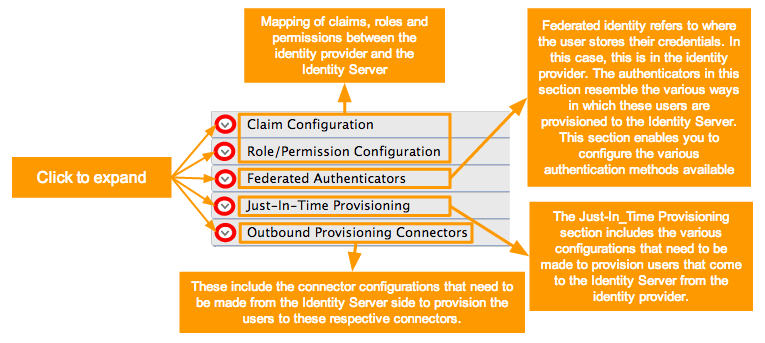 Mapping of claims, roles and
permissions between the
identity provider and the
Identity Server
Federated identity refers to where
the user stores their credentials. In
this case, this is in the identity
provider. The authenticators in this
section resemble the various ways
in which these users are
provisioned to the Identity Server.
This section enables you to
configure the various
authentication methods available
Click to expand
Claim Configuration
Role/Permission Configuration
Federated Authenticators
Just-In-Time Provisioning
Outbound Provisioning Connectors
The Just-In_Time Provisioning
section includes the various
configurations that need to be
made to provision users that come
to the Identity Server from the
identity provider.
These include the connector configurations that need to
be made from the Identity Server side to provision the
users to these respective connectors.